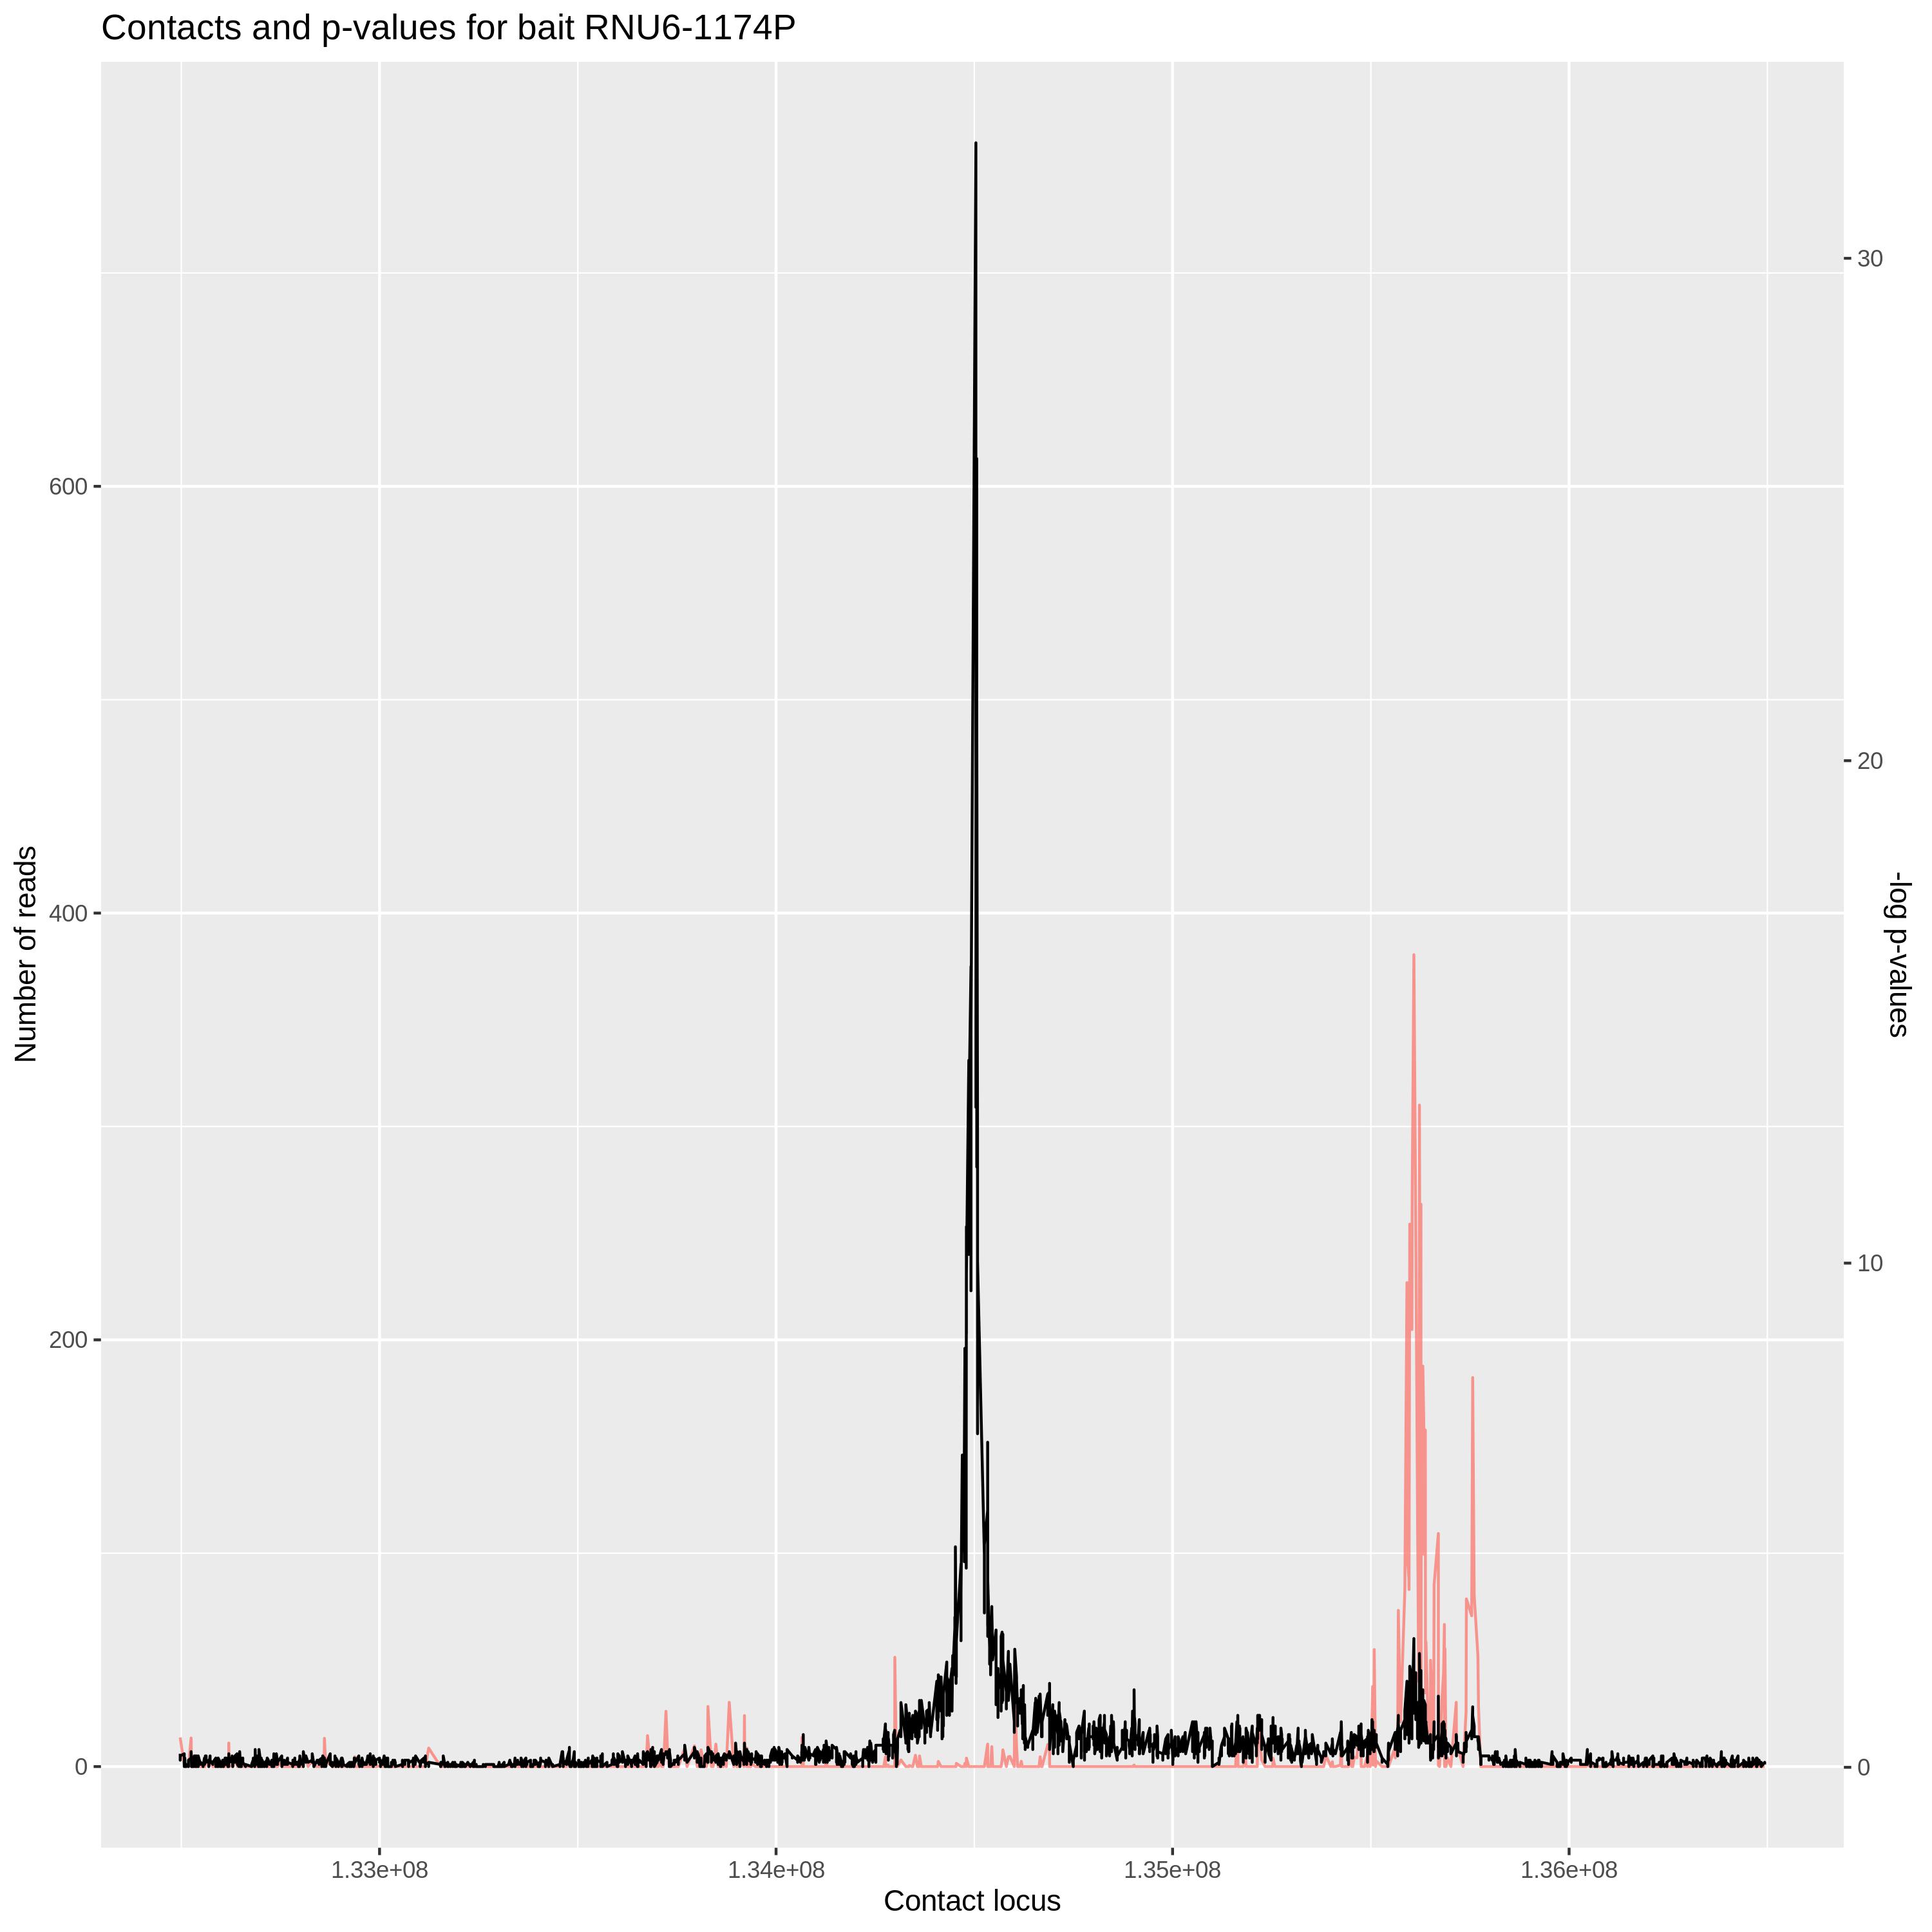 Contacts and p-values for bait RNU6-1174P
Number of reads
600
400
200
0
30
20
10
0
-log p-values
1.33e+08
1.34e+08
1.35e+08
1.36e+08
Contact locus